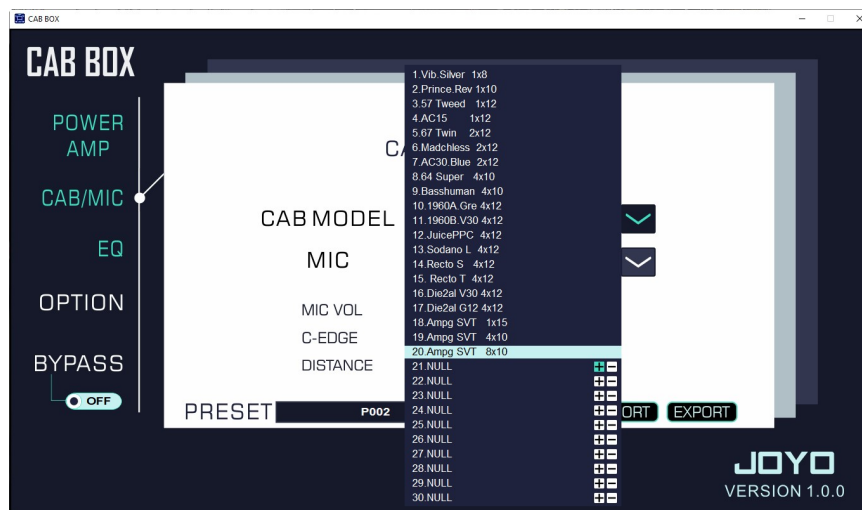 CAB BOX
CAB BOX
POWER
AMP
CAB/MIC
EQ
OPTION
BYPASS
OFF
CAB MODEL
MIC
MIC VOL
C-EDGE
DISTANCE
PRESET
P002
1.Vib.Silver 1x8
2.Prince.Rev 1x10
3.57 Tweed 1x12
4.AC15 1x12
5.67 Twin 2x12
6.Madchless 2x12
7.AC30.Blue 2x12
8.64 Super 4x10
9.Basshuman 4x10
10.1960A.Gre 4x12
11.1960B.V30 4x12
12.JuicePPC 4x12
13.Sodano L 4x12
14.Recto S 4x12
15. Recto T 4x12
16.Die2al V30 4x12
17.Die2al G12 4x12
18.Ampg SVT 1x15
19.Ampg SVT 4x10
20.Ampg SVT 8x10
21.NULL
22.NULL
23.NULL
24.NULL
25.NULL
26.NULL
27.NULL
28.NULL
29.NULL
30.NULL
EXPORT
JOYO
VERSION 1.0.0